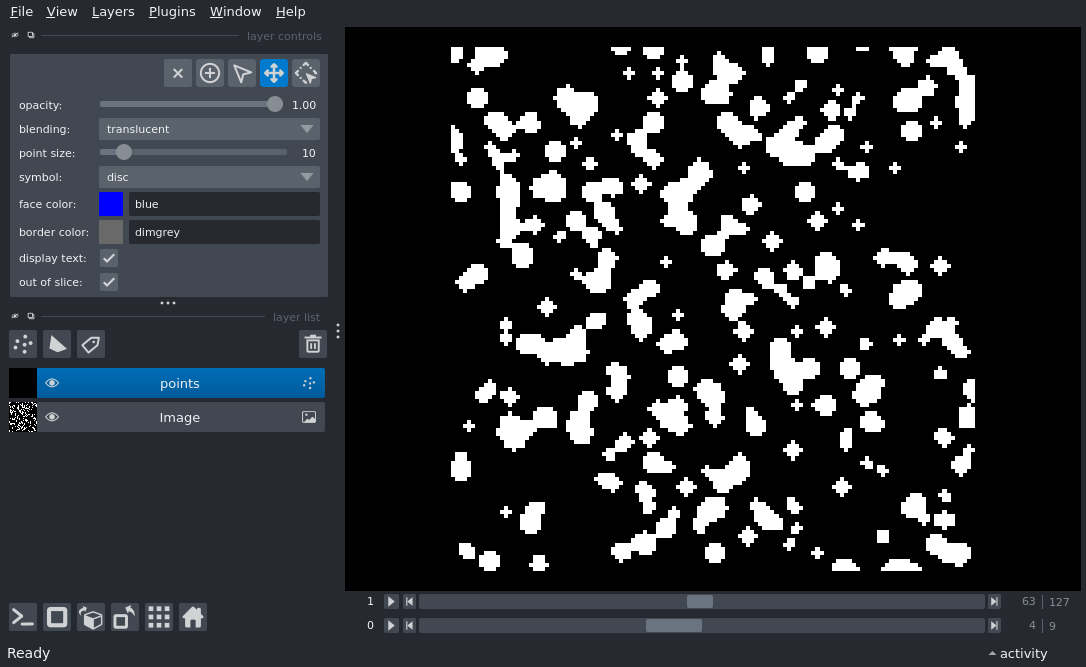 File View Layers Plugins Window Help
layer controls
opacity: 1.00
blending: translucent
point size: 10
symbol: disc
face color: blue
border color: dimgrey
display text:
out of slice:
layer list
points
Image
1 63 127
0 4 9
Ready activity